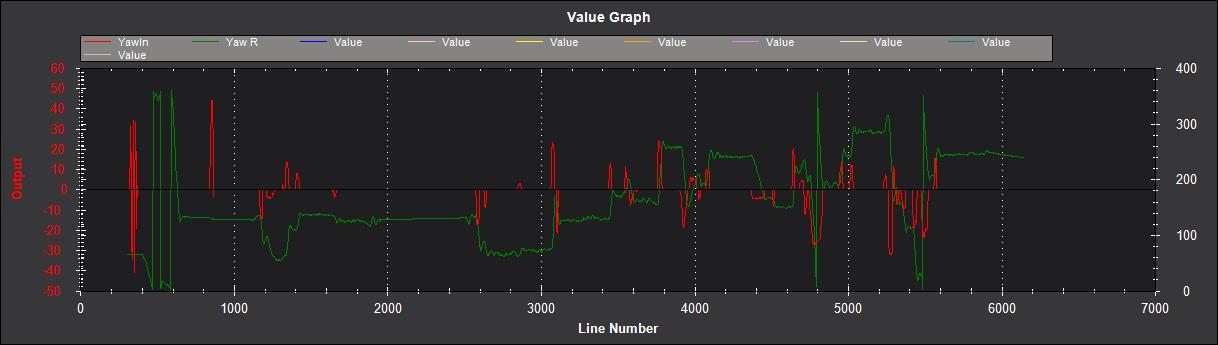 Value Graph
YawIn Yaw R Value Value Value Value Value Value Value
Value
60 400
50
40
30 300
20
10
0 200
-10
-20 100
-30
-40
-50 0
Output
0 1000 2000 3000 4000 5000 6000 7000
Line Number